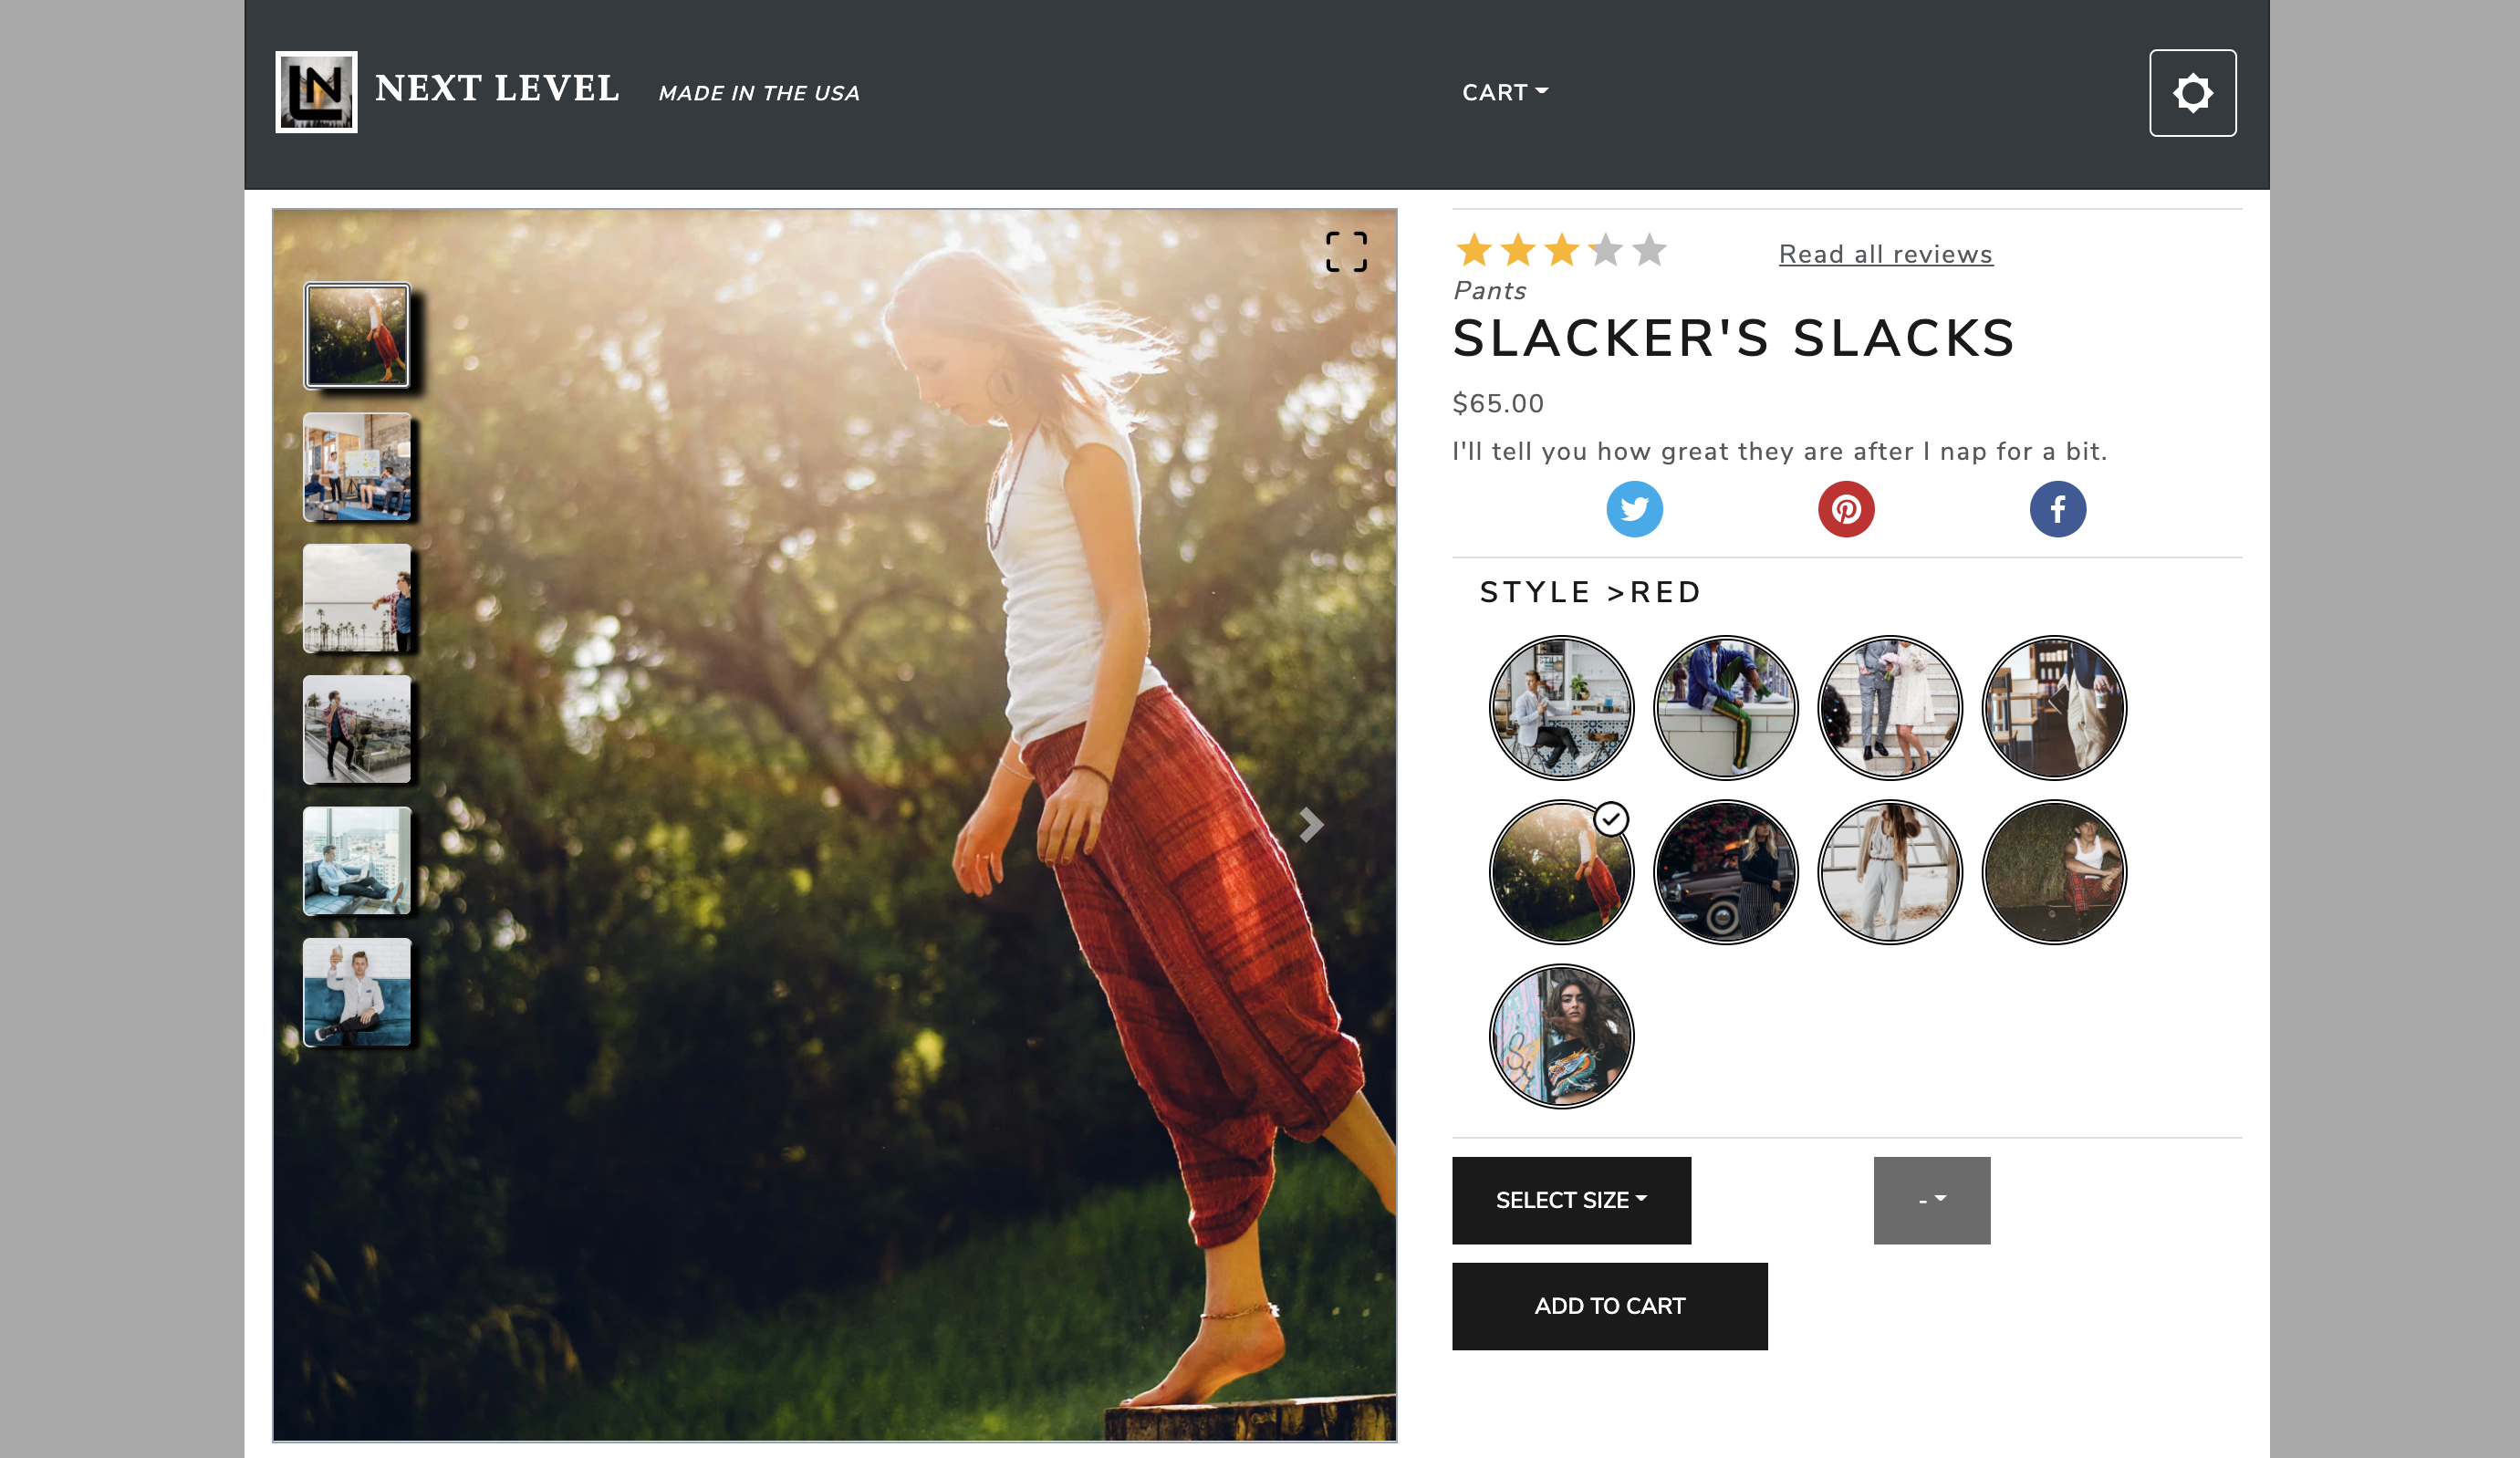 LN
NEXT LEVEL
MADE IN THE USA
CART
Read all reviews
Pants
SLACKER'S SLACKS
$65.00
I'll tell you how great they are after I nap for a bit.
STYLE >RED
SELECT SIZE
-
ADD TO CART